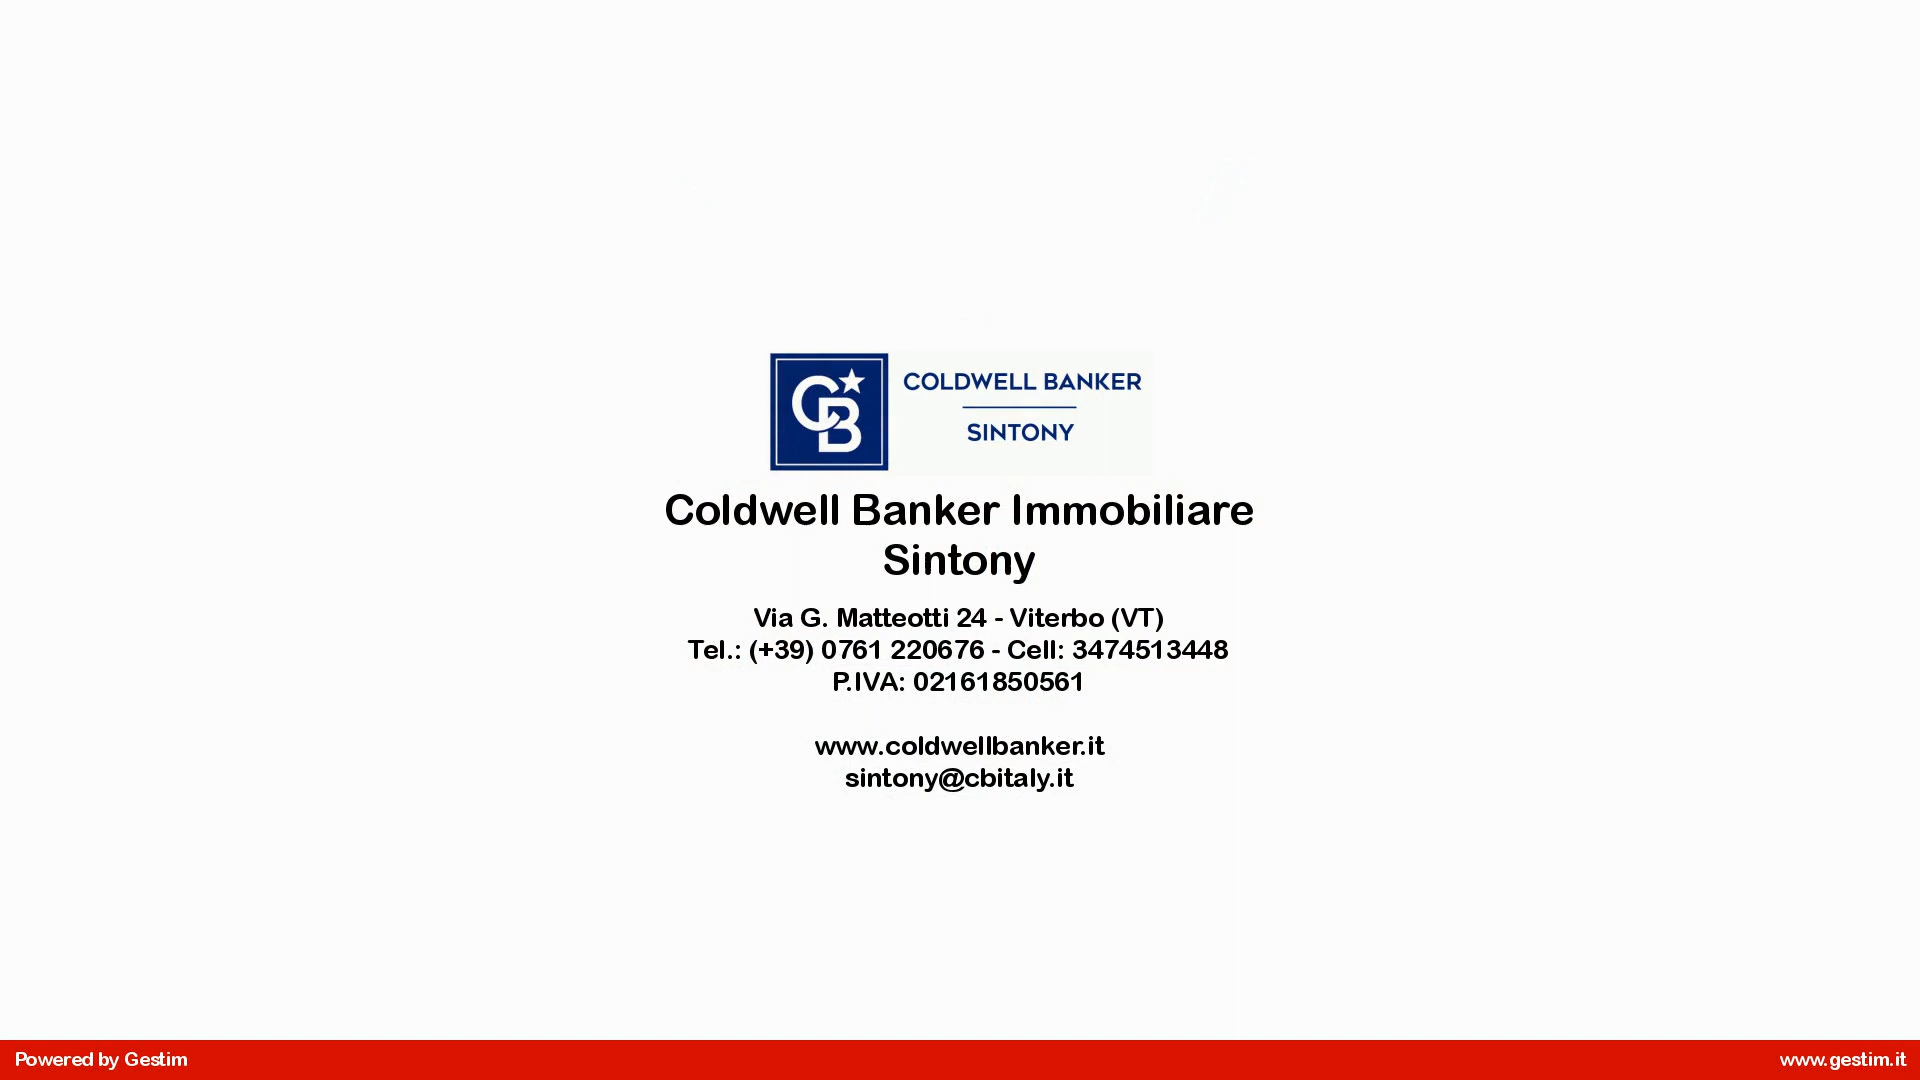 CB
COLDWELL BANKER
SINTONY
Coldwell Banker Immobiliare
Sintony
Via G. Matteotti 24 - Viterbo (VT)
Tel.: (+39) 0761 220676 - Cell: 3474513448
P.IVA: 02161850561
www.coldwellbanker.it
sintony@cbitaly.it
Powered by Gestim
www.gestim.it